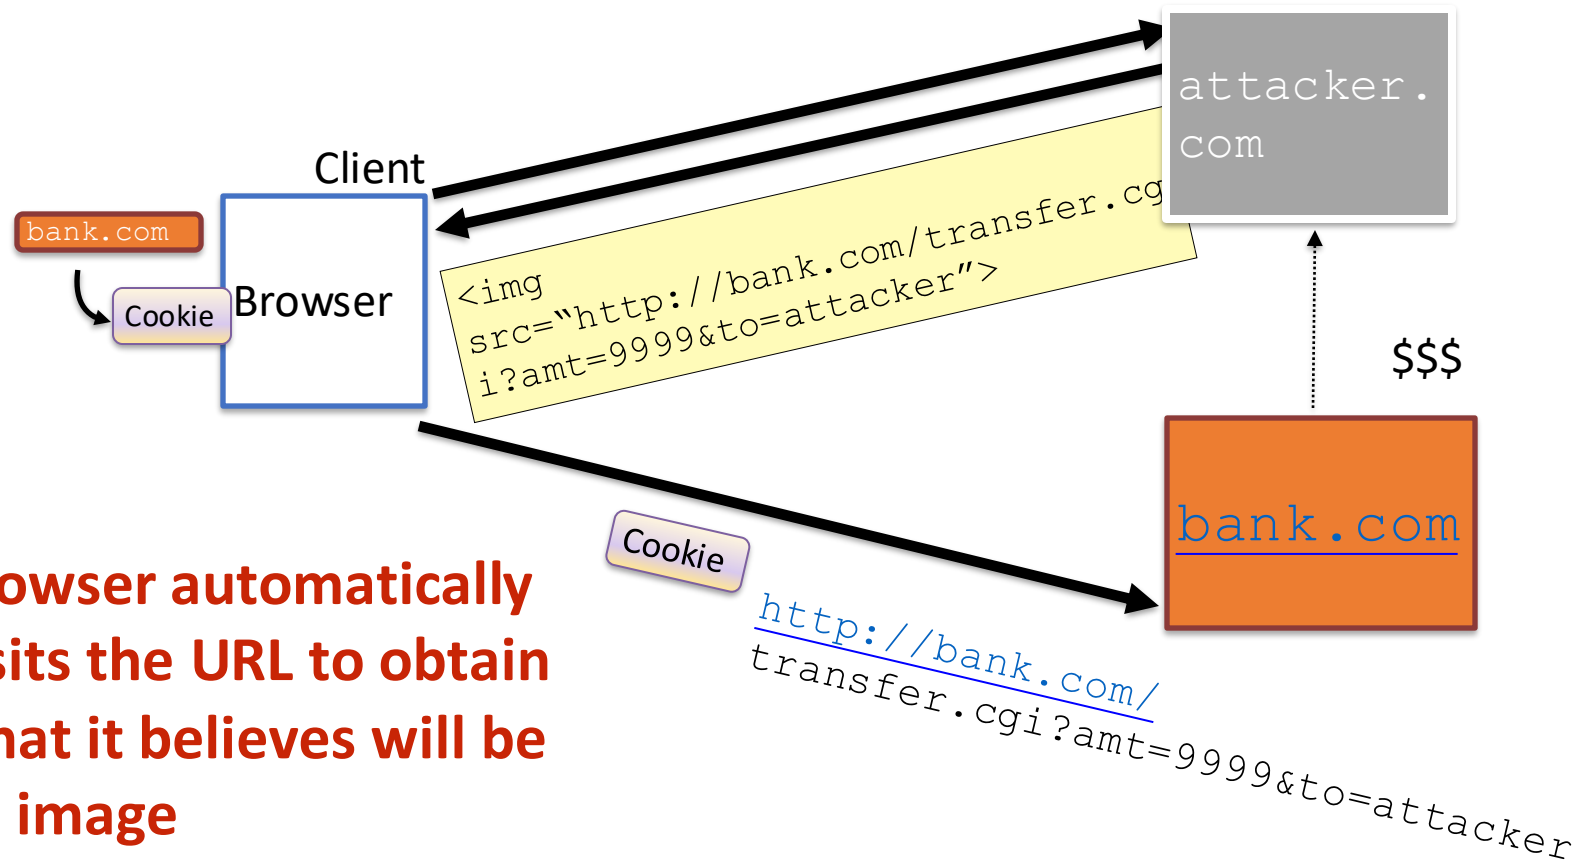 attacker.
com
Client
bank.com
Cookie
Browser
<img
src=“http://bank.com/transfer.cg
i?amt=9999&to=attacker”>
$$$
bank.com
Cookie
http://bank.com/
transfer.cgi?amt=9999&to=attacker
owser automatically
sits the URL to obtain
hat it believes will be
image